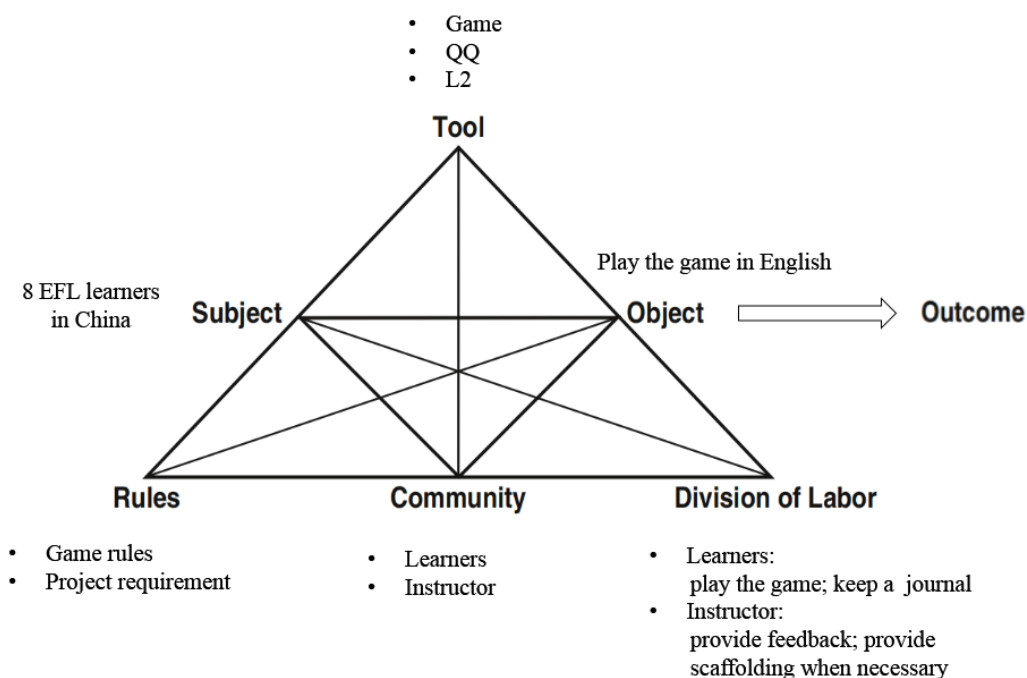 • Game
• QQ
• L2
Tool
Play the game in English
8 EFL learners
in China
Subject
Object
Outcome
Rules
Community
Division of Labor
• Game rules
• Project requirement
• Learners
• Instructor
• Learners:
play the game; keep a journal
• Instructor:
provide feedback; provide
scaffolding when necessary